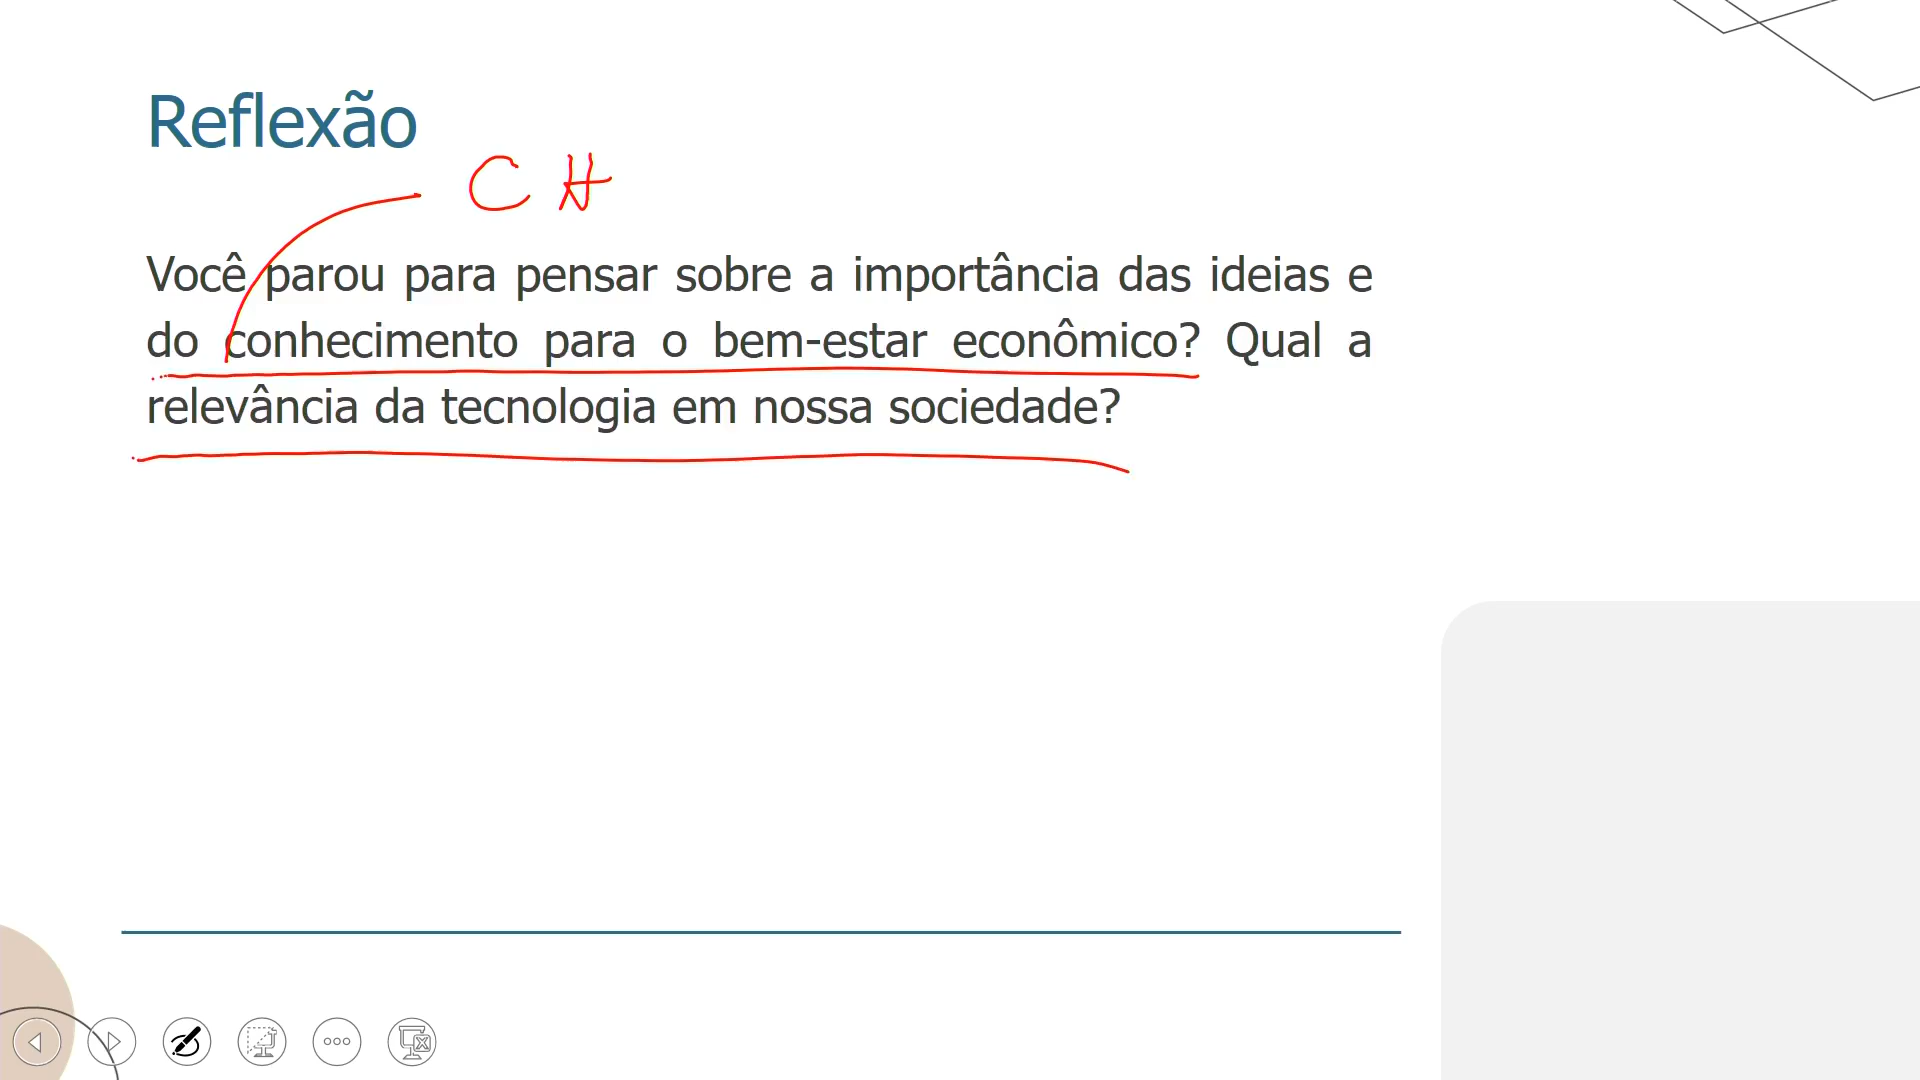 Reflexão
C H
Você parou para pensar sobre a importância das ideias e
do conhecimento para o bem-estar econômico? Qual a
relevância da tecnologia em nossa sociedade?